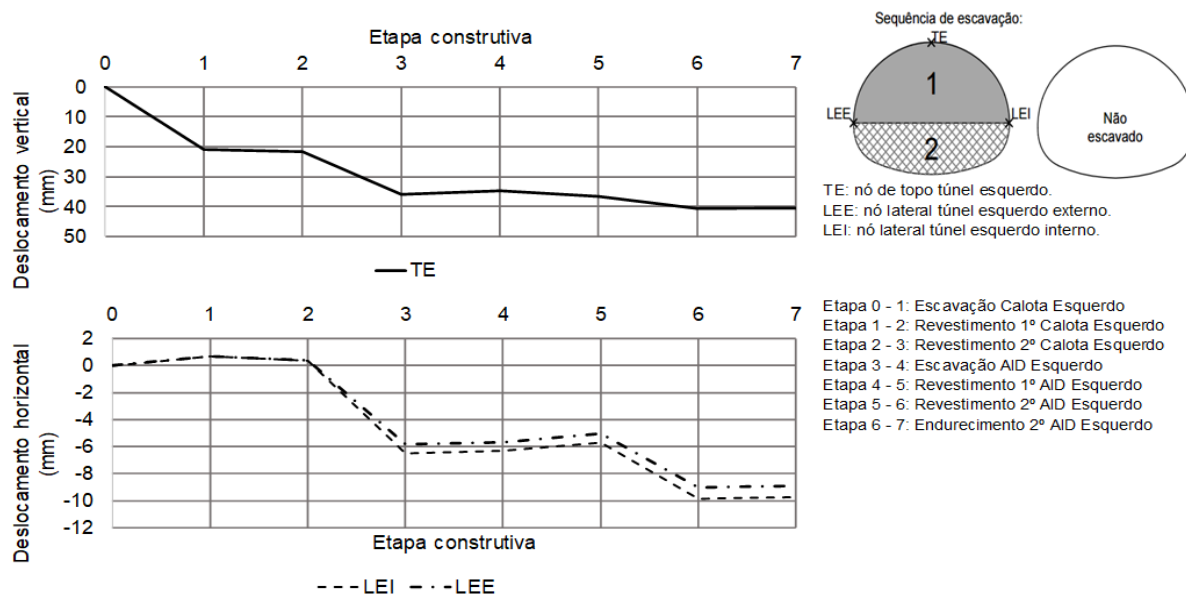 Etapa construtiva
0 1 2 3 4 5 6 7
Deslocamento vertical
(mm)
0
10
20
30
40
50
TE
Sequência de escavação:
TE
1
LEE
LEI
2
Não
escavado
TE: nó de topo túnel esquerdo.
LEE: nó lateral túnel esquerdo externo.
LEI: nó lateral túnel esquerdo interno.
0 1 2 3 4 5 6 7
Deslocamento horizontal
(mm)
2
0
-2
-4
-6
-8
-10
-12
Etapa construtiva
LEI LEE
Etapa 0 - 1: Escavação Calota Esquerdo
Etapa 1 - 2: Revestimento 1º Calota Esquerdo
Etapa 2 - 3: Revestimento 2º Calota Esquerdo
Etapa 3 - 4: Escavação AID Esquerdo
Etapa 4 - 5: Revestimento 1º AID Esquerdo
Etapa 5 - 6: Revestimento 2º AID Esquerdo
Etapa 6 - 7: Endurecimento 2º AID Esquerdo